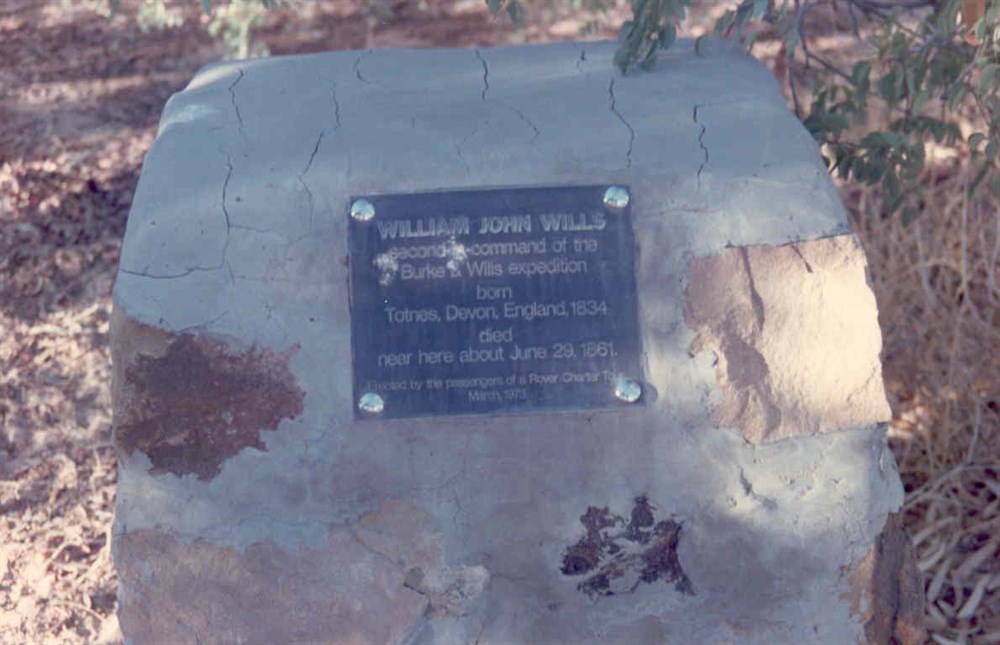 WILLIAM JOHN WILLS
second-in-command of the
Burke & Wills expedition
born
Totnes, Devon, England, 1834
died
near here about June 29, 1861.
Erected by the passengers of a Rover Charter
March, 1973